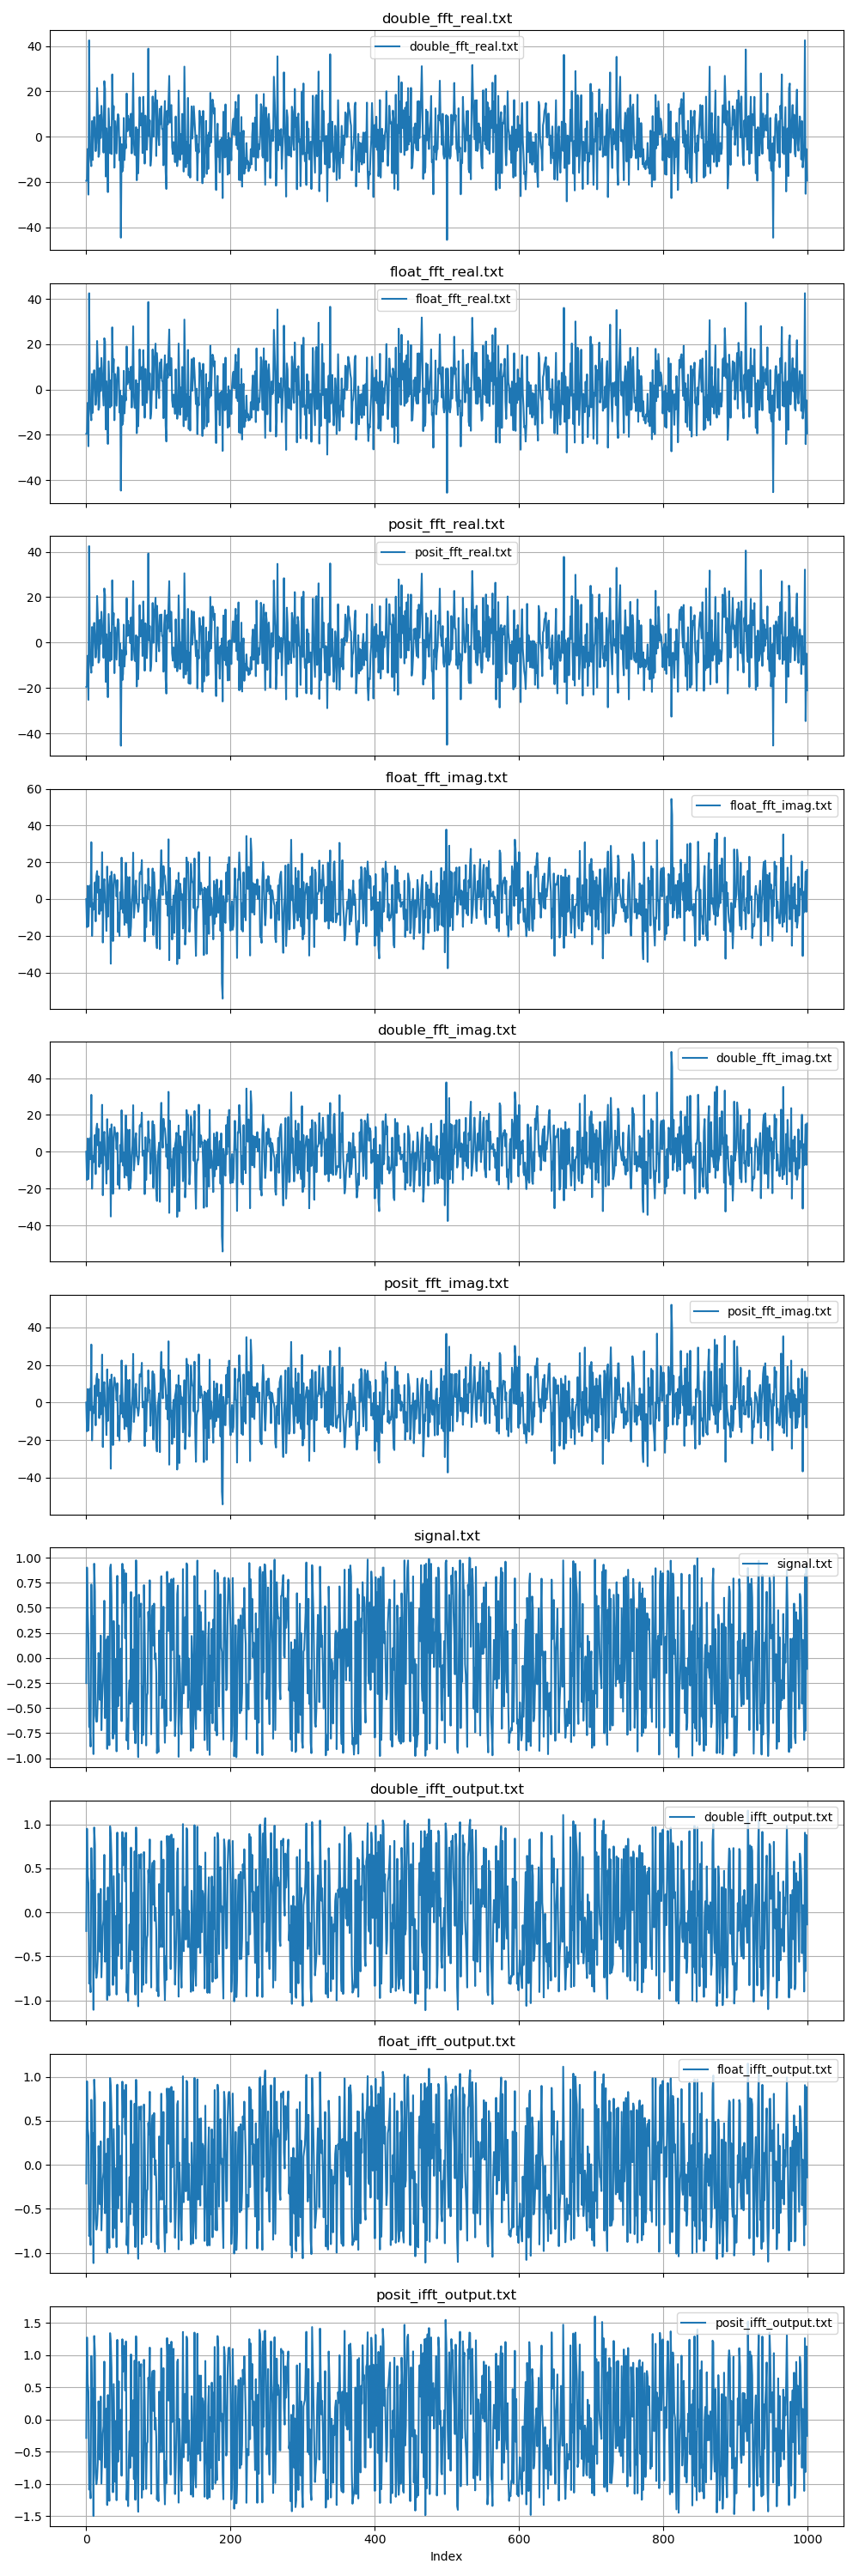 double_fft_real.txt
double_fft_real.txt
40
20
0
−20
−40
float_fft_real.txt
float_fft_real.txt
40
20
0
−20
−40
posit_fft_real.txt
posit_fft_real.txt
40
20
0
−20
−40
float_fft_imag.txt
60
float_fft_imag.txt
40
20
0
−20
−40
double_fft_imag.txt
double_fft_imag.txt
40
20
0
−20
−40
posit_fft_imag.txt
posit_fft_imag.txt
40
20
0
−20
−40
signal.txt
1.00
signal.txt
0.75
0.50
0.25
0.00
−0.25
−0.50
−0.75
−1.00
double_ifft_output.txt
double_ifft_output.txt
1.0
0.5
0.0
−0.5
−1.0
float_ifft_output.txt
float_ifft_output.txt
1.0
0.5
0.0
−0.5
−1.0
posit_ifft_output.txt
posit_ifft_output.txt
1.5
1.0
0.5
0.0
−0.5
−1.0
−1.5
0 200 400 600 800 1000
Index